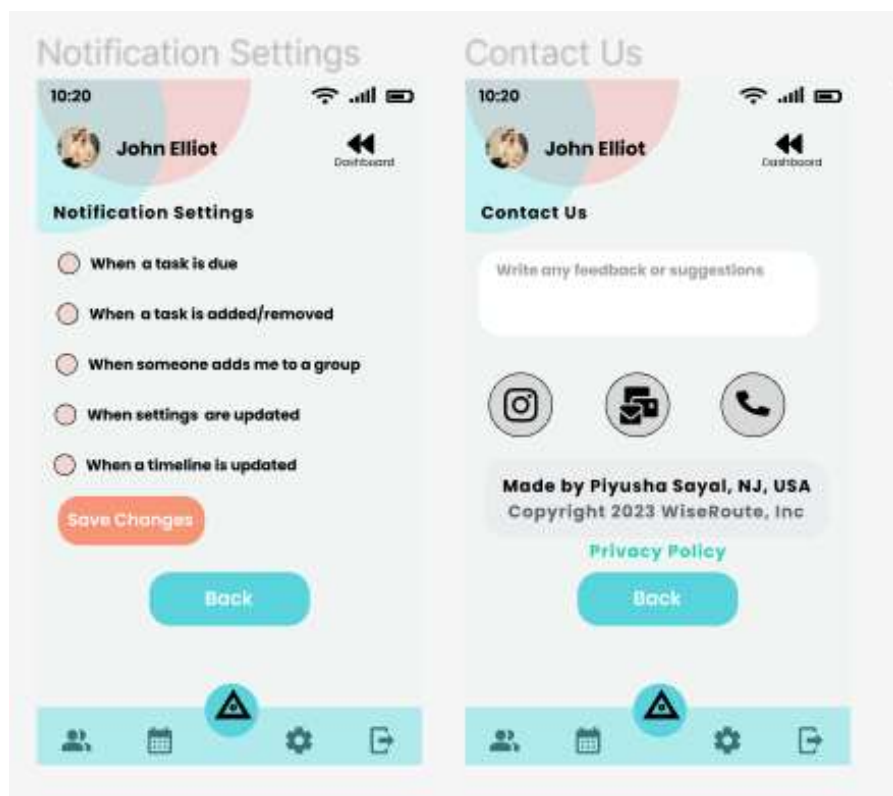 Notification Settings
10:20
John Elliot
Dashboard
Notification Settings
When a task is due
When a task is added/removed
When someone adds me to a group
When settings are updated
When a timeline is updated
Save Changes
Back
Contact Us
10:20
John Elliot
Dashboard
Contact Us
Write any feedback or suggestions
Made by Piyusha Sayal, NJ, USA
Copyright 2023 WiseRoute, Inc
Privacy Policy
Back